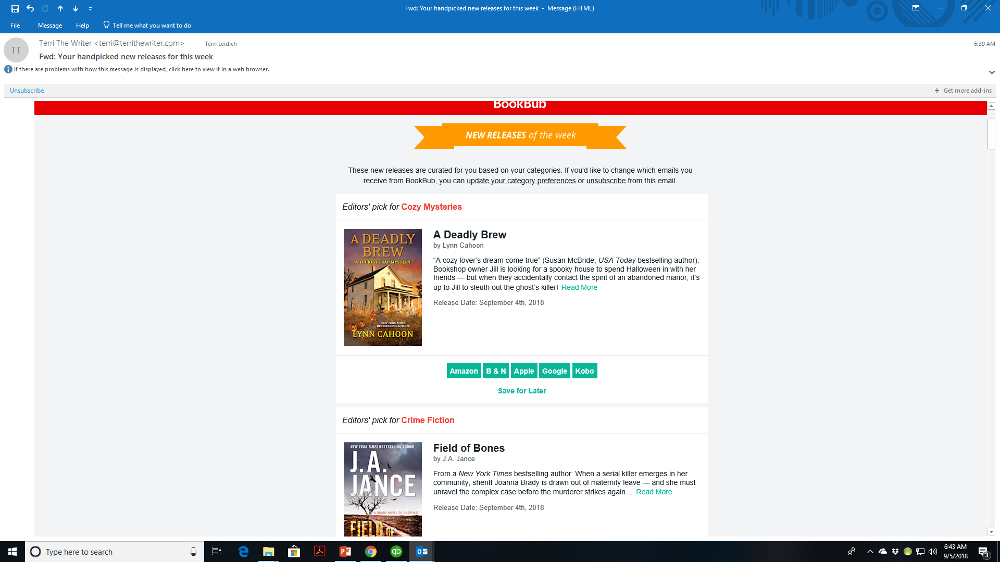 Fwd: Your handpicked new releases for this week - Message (HTML)
File Message Help Tell me what you want to do
TT
Terri The Writer <terri@territhewriter.com> Terri Leidich
6:39 AM
Fwd: Your handpicked new releases for this week
If there are problems with how this message is displayed, click here to view it in a web browser.
Unsubscribe
+ Get more add-ins
BookBub
NEW RELEASES of the week
These new releases are curated for you based on your categories. If you'd like to change which emails you
receive from BookBub, you can update your category preferences or unsubscribe from this email.
Editors' pick for Cozy Mysteries
A DEADLY
BREW
A TOURIST TRAP MYSTERY
NEW YORK TIMES
BESTSELLING AUTHOR
LYNN CAHOON
A Deadly Brew
by Lynn Cahoon
“A cozy lover’s dream come true” (Susan McBride, USA Today bestselling author):
Bookshop owner Jill is looking for a spooky house to spend Halloween in with her
friends — but when they accidentally contact the spirit of an abandoned manor, it’s
up to Jill to sleuth out the ghost’s killer! Read More
Release Date: September 4th, 2018
Amazon B & N Apple Google Kobo
Save for Later
Editors' pick for Crime Fiction
NEW YORK TIMES BESTSELLING AUTHOR
J.A.
JANCE
A BRADY NOVEL OF SUSPENSE
FIELD OF
Field of Bones
by J.A. Jance
From a New York Times bestselling author: When a serial killer emerges in her
community, sheriff Joanna Brady is drawn out of maternity leave — and she must
unravel the complex case before the murderer strikes again… Read More
Release Date: September 4th, 2018
Type here to search
qb
6:43 AM
9/5/2018
3